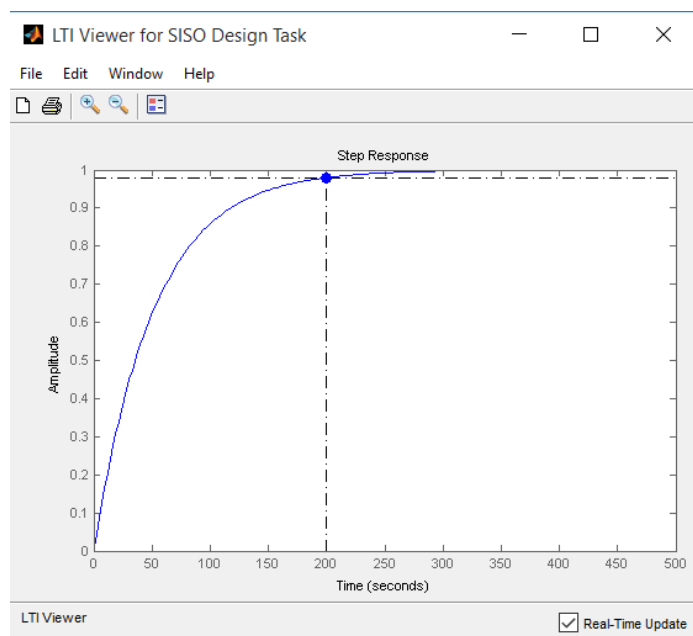 LTI Viewer for SISO Design Task
File Edit Window Help
Step Response
1
0.9
0.8
0.7
0.6
0.5
0.4
0.3
0.2
0.1
0
Amplitude
0 50 100 150 200 250 300 350 400 450 500
Time (seconds)
LTI Viewer
Real-Time Update